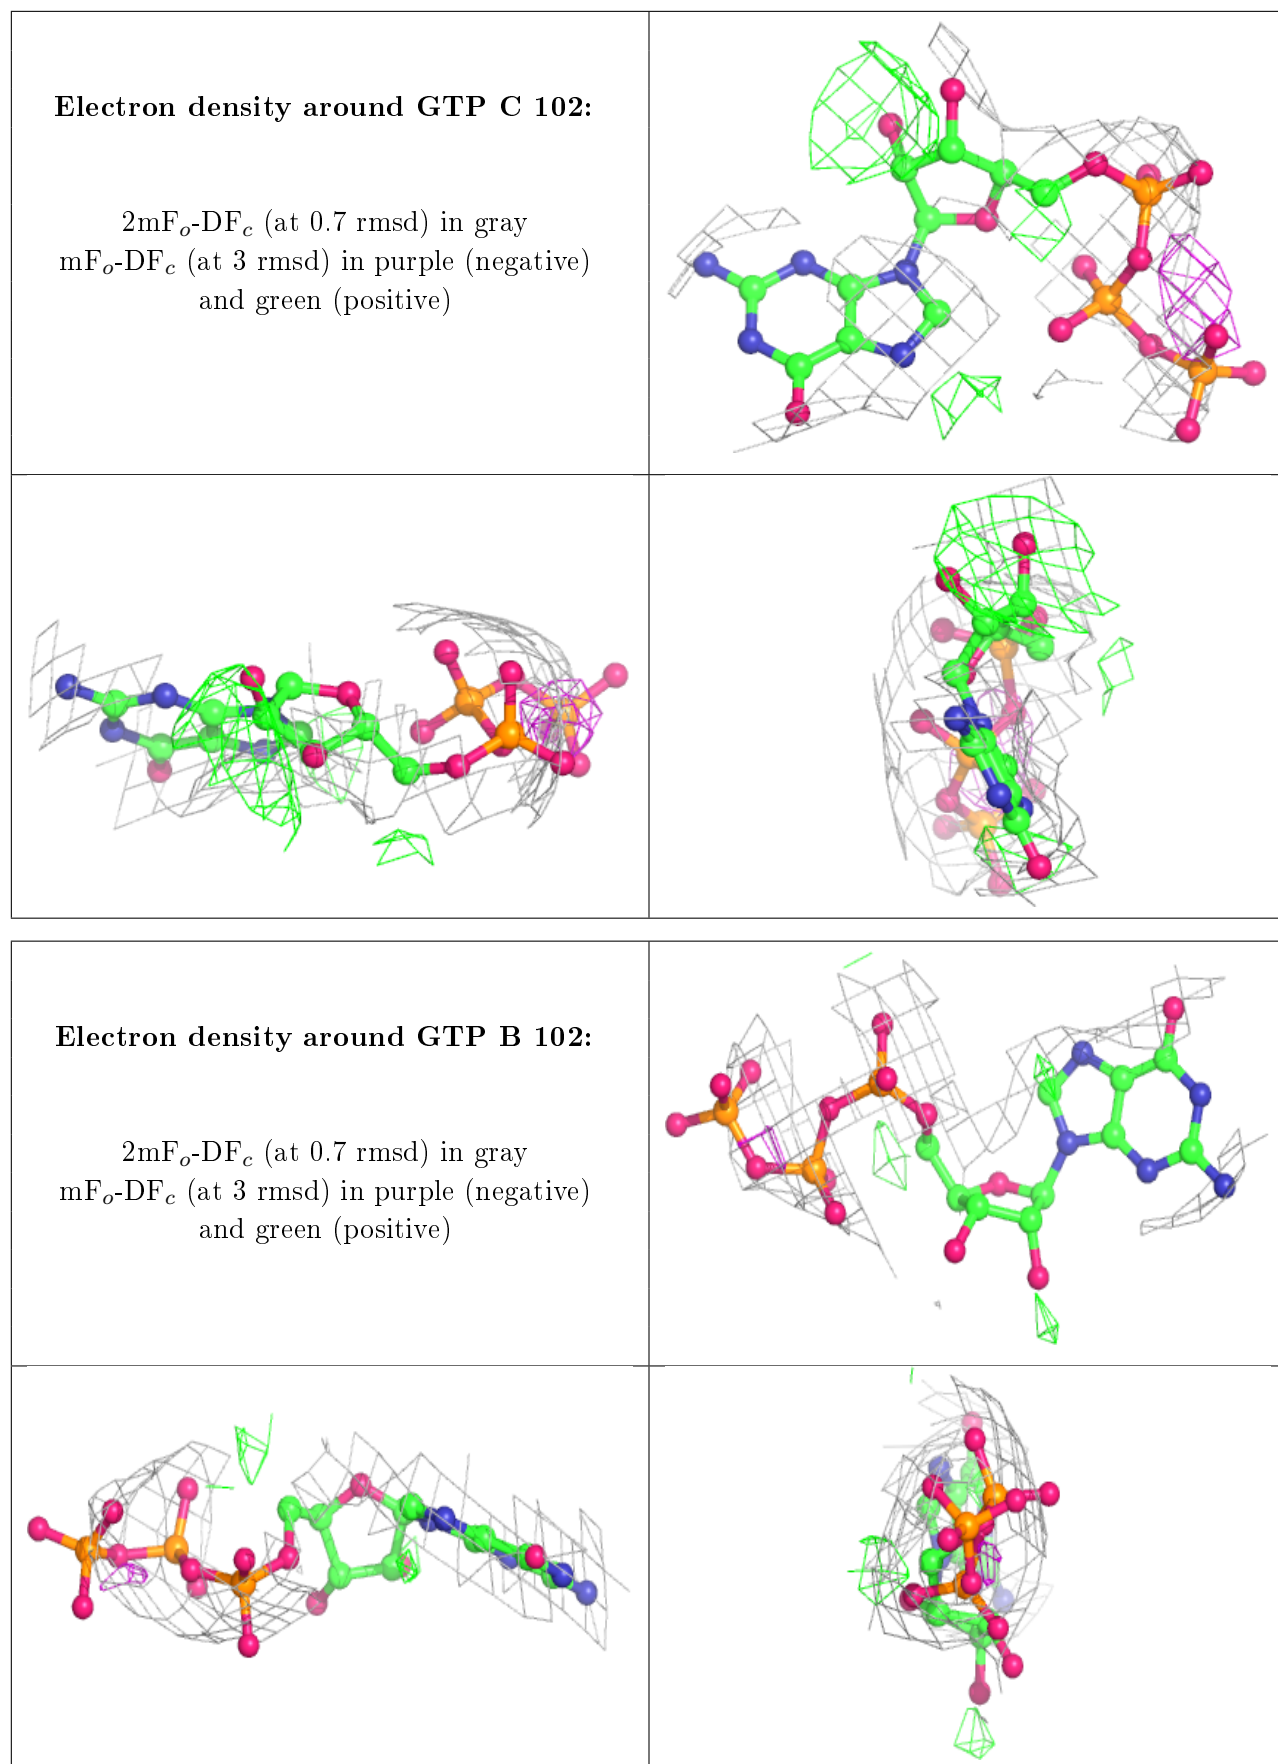 Electron density around GTP C 102:
2mFₒ-DF𝒸 (at 0.7 rmsd) in gray
mFₒ-DF𝒸 (at 3 rmsd) in purple (negative)
and green (positive)
Electron density around GTP B 102:
2mFₒ-DF𝒸 (at 0.7 rmsd) in gray
mFₒ-DF𝒸 (at 3 rmsd) in purple (negative)
and green (positive)